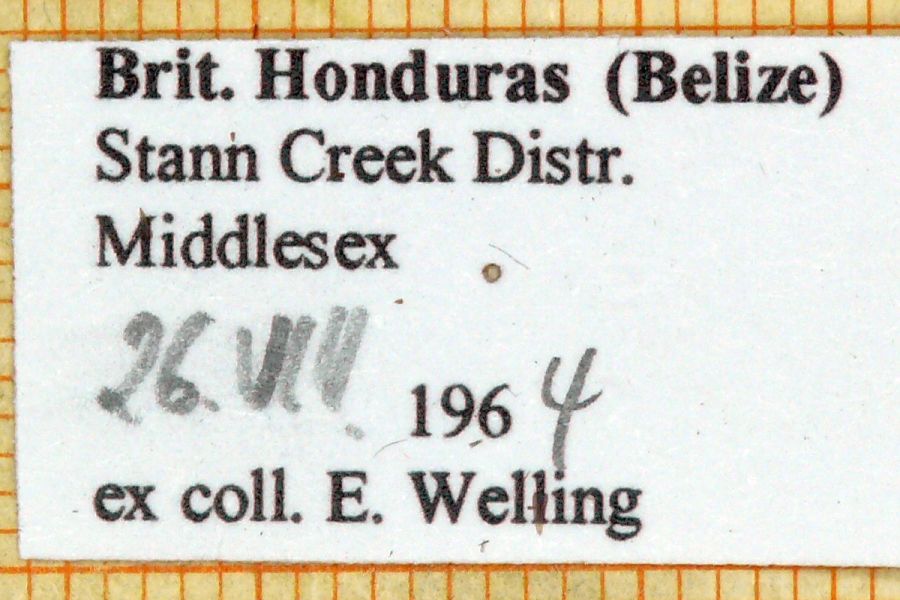 Brit. Honduras (Belize)
Stann Creek Distr.
Middlesex
26. VIII. 1964
ex coll. E. Welling